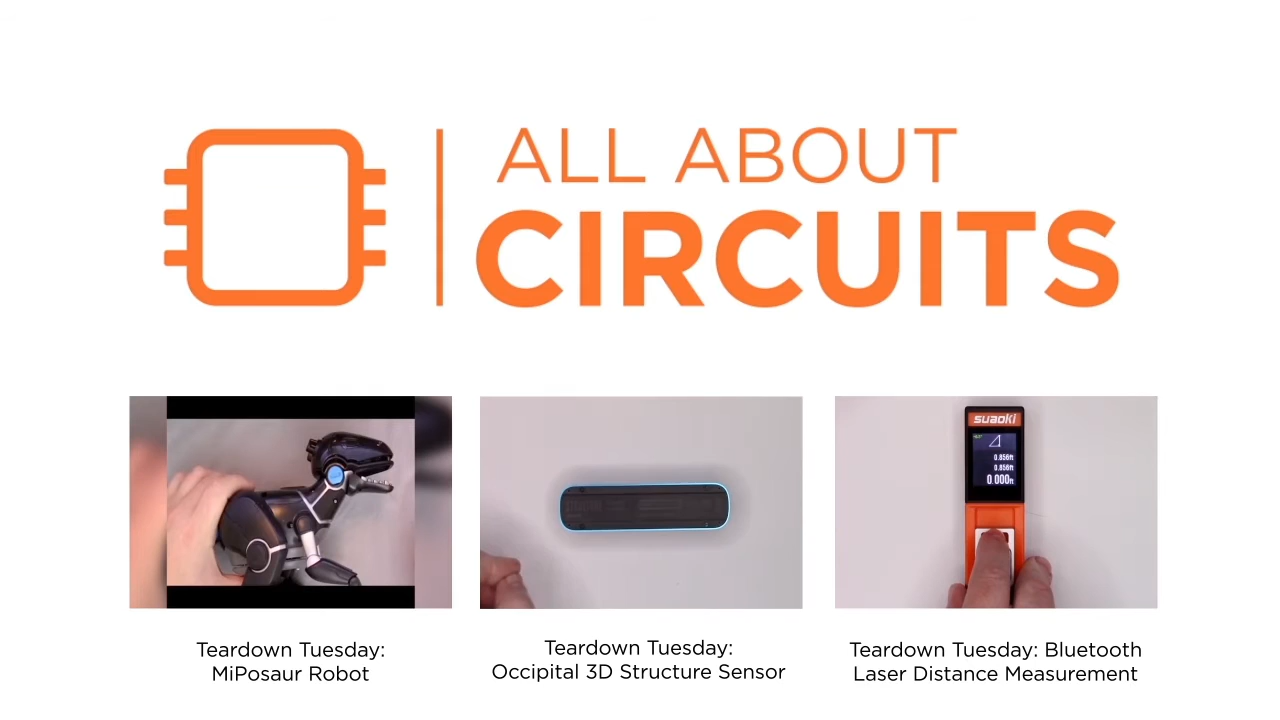 ALL ABOUT
CIRCUITS
suaoki
0.856ft
0.856ft
0.000ft
Teardown Tuesday:
MiPosaur Robot
Teardown Tuesday:
Occipital 3D Structure Sensor
Teardown Tuesday: Bluetooth
Laser Distance Measurement